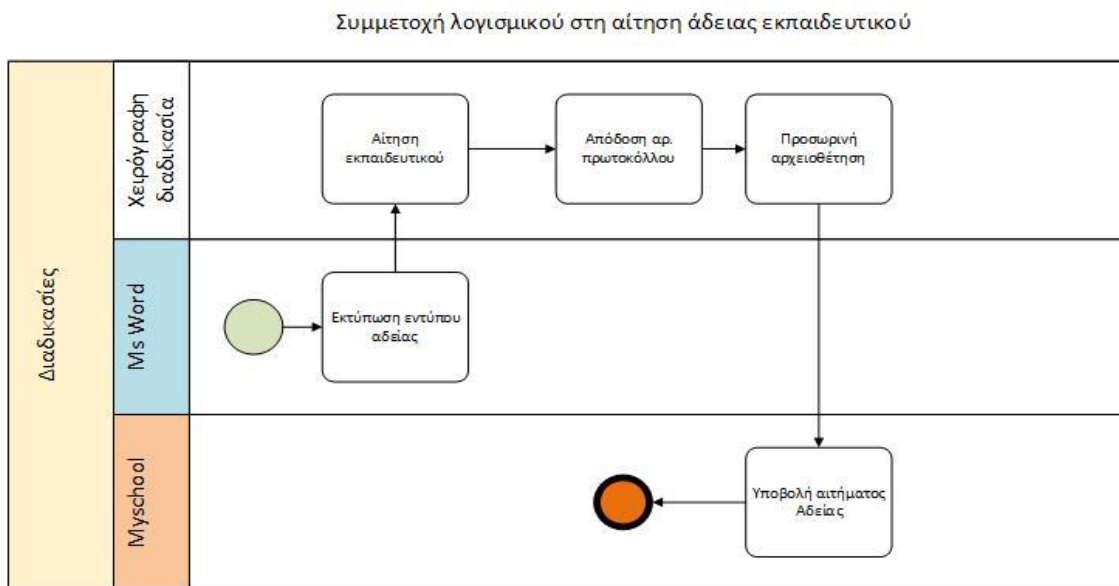 Συμμετοχή λογισμικού στη αίτηση άδειας εκπαιδευτικού
Διαδικασίες
Χειρόγραφη
διαδικασία
Αίτηση
εκπαιδευτικού
Απόδοση αρ.
πρωτοκόλλου
Προσωρινή
αρχειοθέτηση
Ms Word
Εκτύπωση εντύπου
αδείας
Myschool
Υποβολή αιτήματος
Αδείας